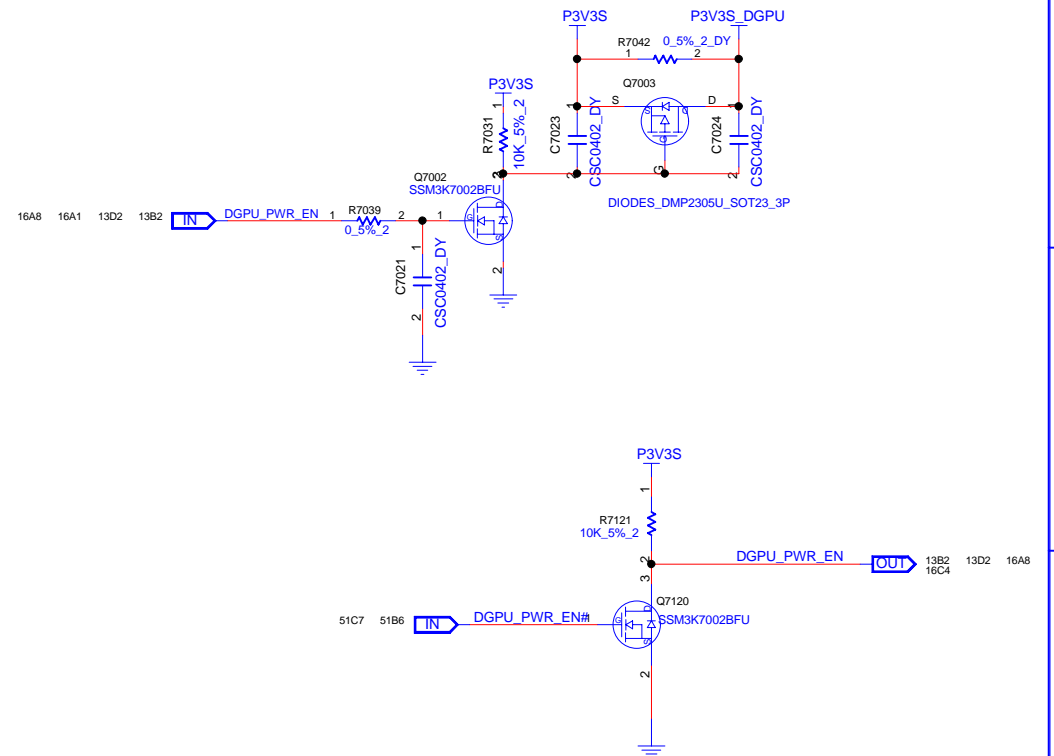 P3V3S
P3V3S_DGPU
R7042
0_5%_2_DY
1
2
Q7003
S
D
S
D
G
G
1
C7023
CSC0402_DY
2
1
C7024
CSC0402_DY
2
DIODES_DMP2305U_SOT23_3P
P3V3S
1
R7031
10K_5%_2
2
3
Q7002
SSM3K7002BFU
D
G
S
16A8 16A1 13D2 13B2 IN DGPU_PWR_EN 1 R7039 2 1
0_5%_2
1
C7021
CSC0402_DY
2
2
P3V3S
1
R7121
10K_5%_2
2
DGPU_PWR_EN OUT 13B2 13D2 16A8
16C4
3
Q7120
SSM3K7002BFU
D
G
S
51C7 51B6 IN DGPU_PWR_EN# 1
2